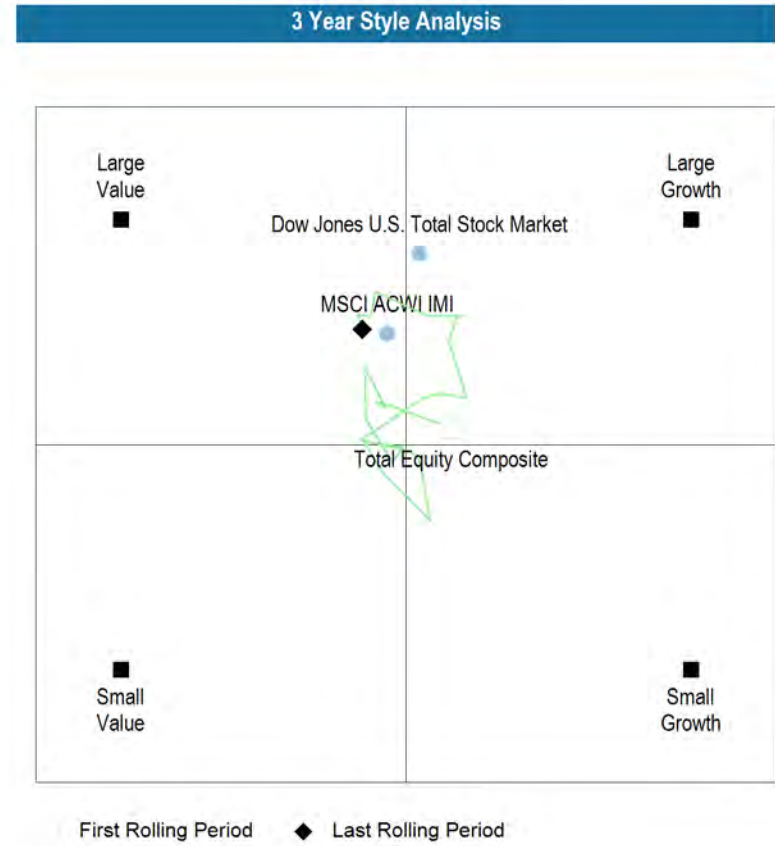 3 Year Style Analysis
Large
Value
Large
Growth
Dow Jones U.S. Total Stock Market
MSCI ACWI IMI
Total Equity Composite
Small
Value
Small
Growth
First Rolling Period
Last Rolling Period